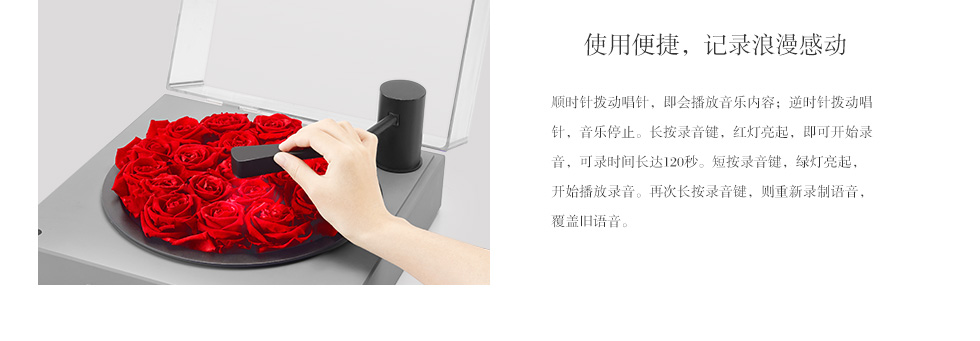 使用便捷，记录浪漫感动
顺时针拨动唱针，即会播放音乐内容；逆时针拨动唱
针，音乐停止。长按录音键，红灯亮起，即可开始录
音，可录时间长达120秒。短按录音键，绿灯亮起，
开始播放录音。再次长按录音键，则重新录制语音，
覆盖旧语音。